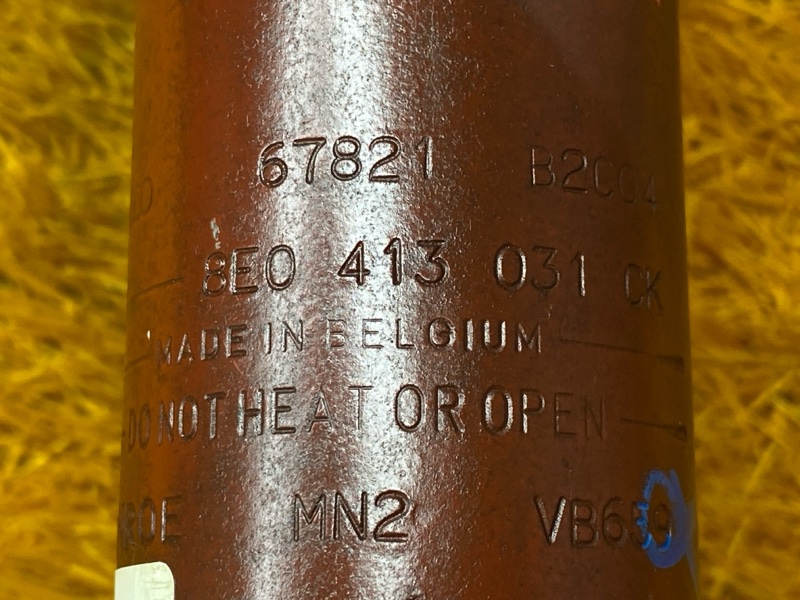 67821 B2C04
8E0 413 031 CK
MADE IN BELGIUM
-DO NOT HEAT OR OPEN
MN2